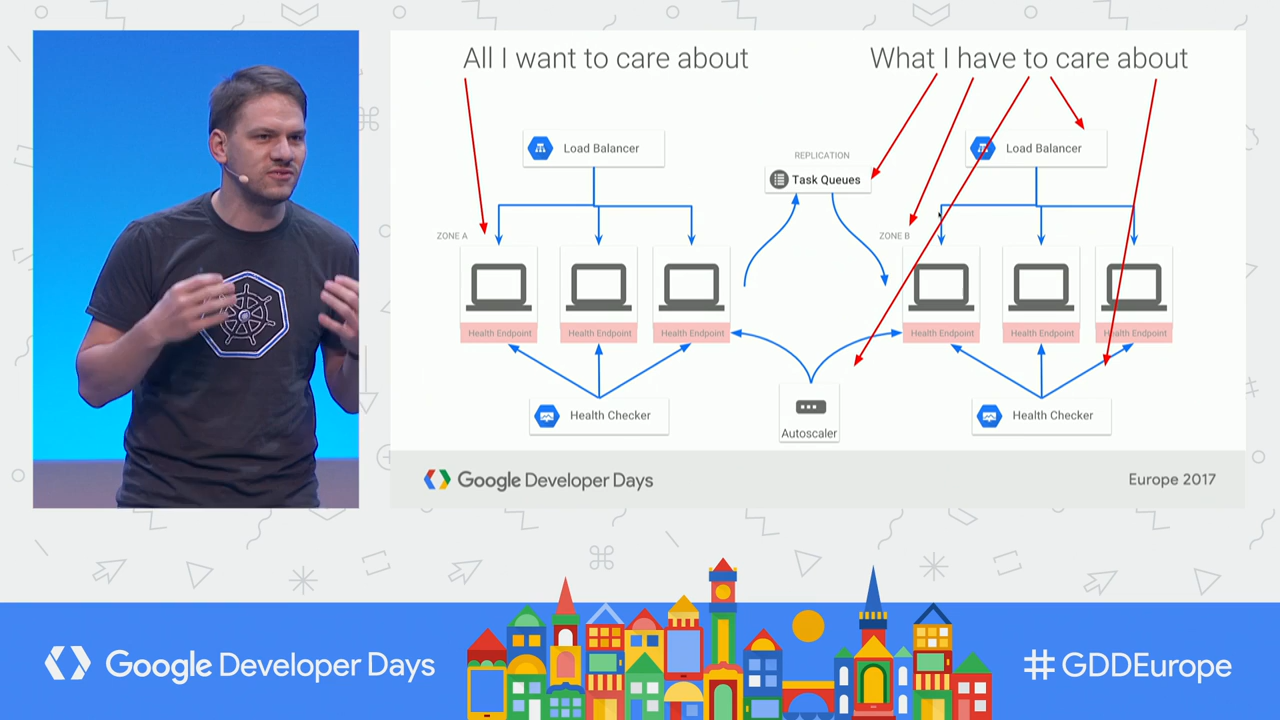 All I want to care about
What I have to care about
Load Balancer
REPLICATION
Task Queues
Load Balancer
ZONE A
ZONE B
Health Endpoint
Health Endpoint
Health Endpoint
Health Endpoint
Health Endpoint
Health Endpoint
Health Checker
Autoscaler
Health Checker
Google Developer Days
Europe 2017
Google Developer Days
#GDDEurope